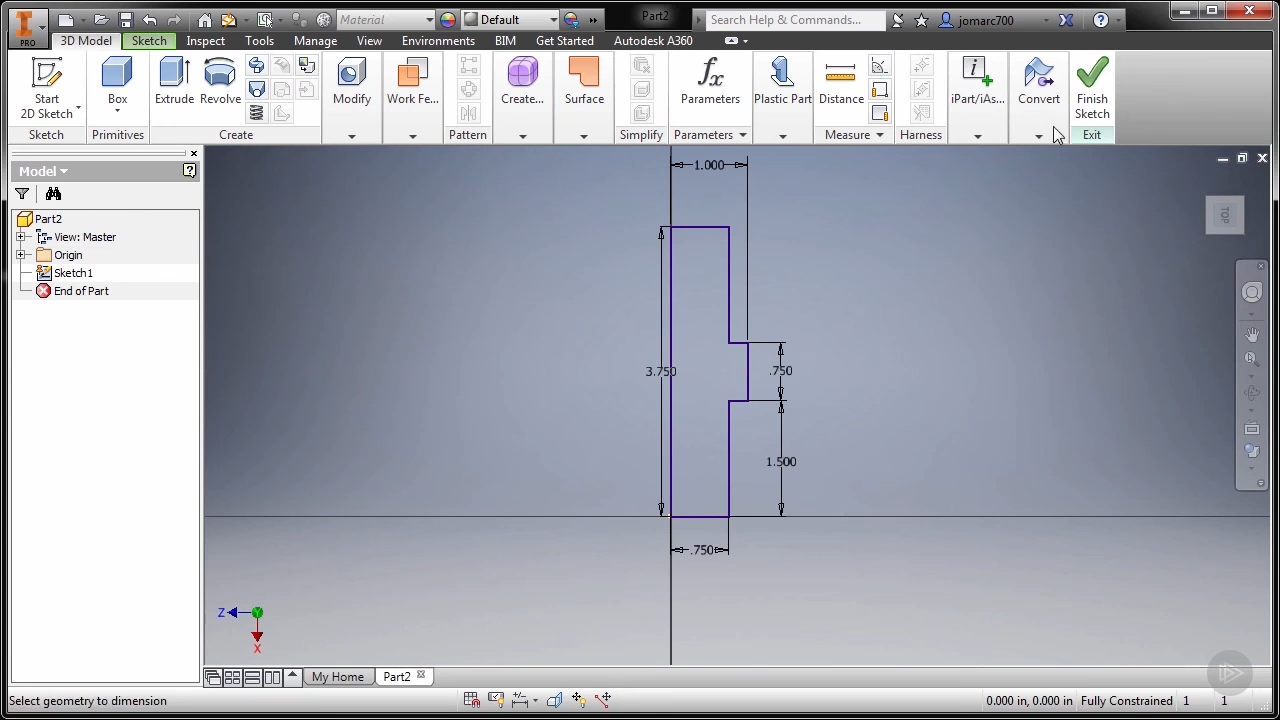 Material
Default
Part2
Search Help & Commands...
jomarc700
PRO
3D Model
Sketch
Inspect
Tools
Manage
View
Environments
BIM
Get Started
Autodesk A360
Start
2D Sketch
Box
Extrude
Revolve
Modify
Work Fe...
Create...
Surface
fx
Parameters
Plastic Part
Distance
iPart/iAs...
Convert
Finish
Sketch
Sketch
Primitives
Create
Pattern
Simplify
Parameters
Measure
Harness
Exit
Model
Part2
View: Master
Origin
Sketch1
End of Part
1.000
TOP
3.750
.750
1.500
.750
Z
Y
X
My Home
Part2
Select geometry to dimension
0.000 in, 0.000 in
Fully Constrained
1
1